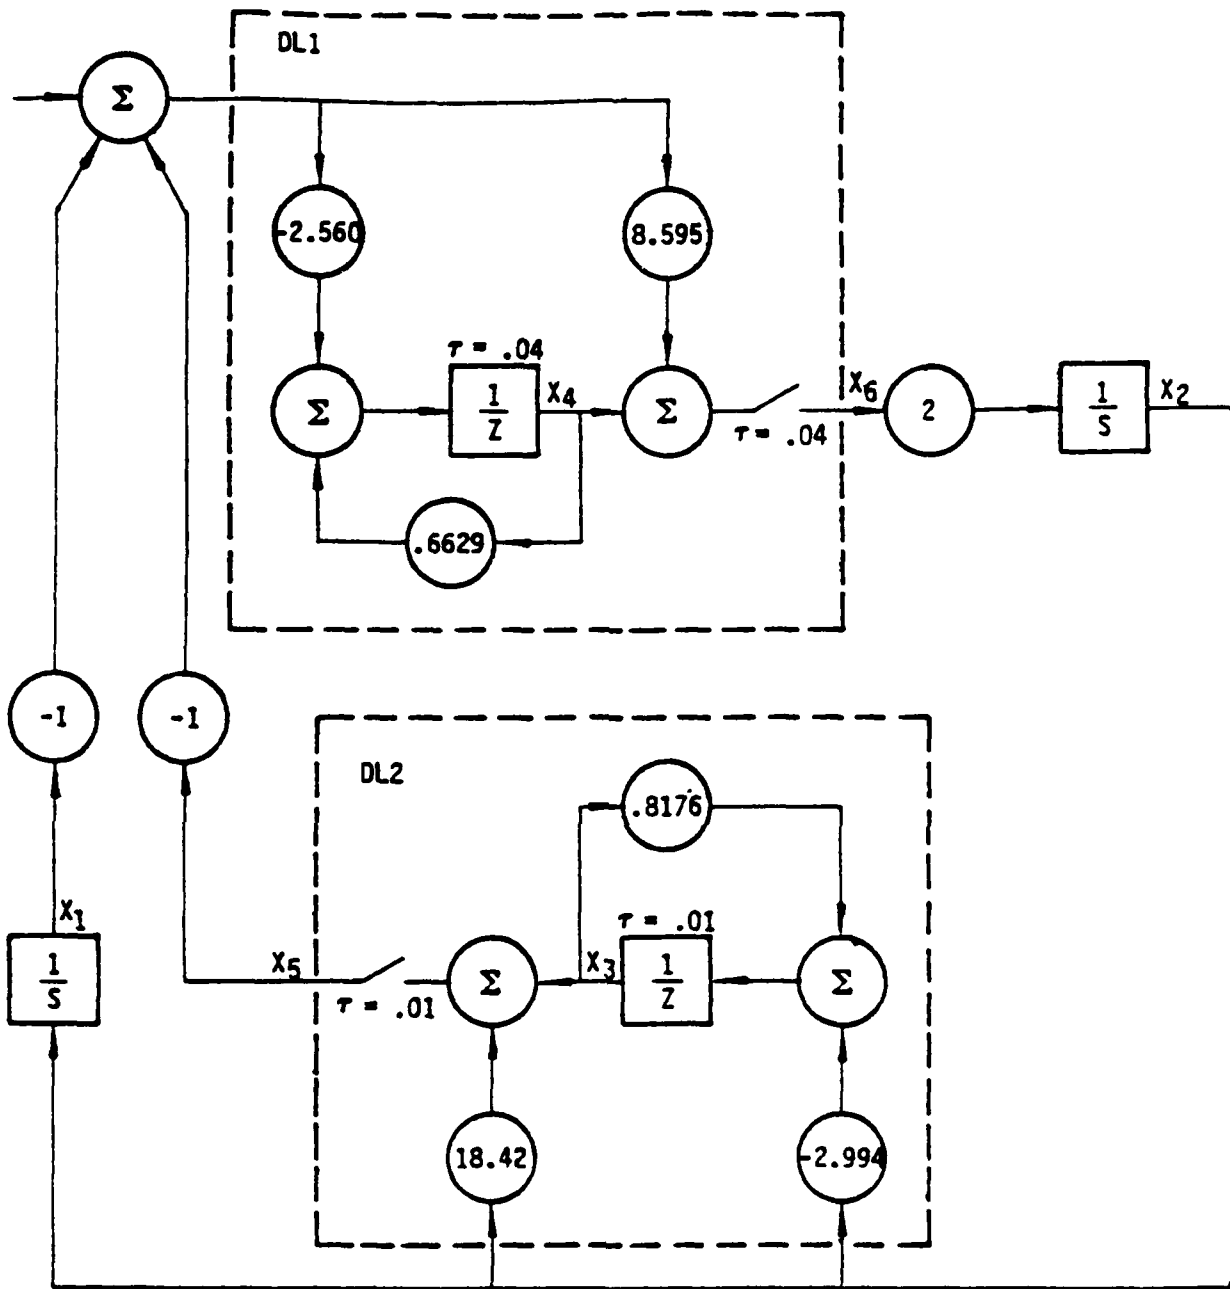 DL1
Σ
-2.560
8.595
τ = .04
Σ
1
Z
X4
Σ
τ = .04
X6
2
1
S
X2
.6629
-1
-1
DL2
.8176
X1
1
S
X5
τ = .01
Σ
X3
τ = .01
1
Z
Σ
18.42
-2.994